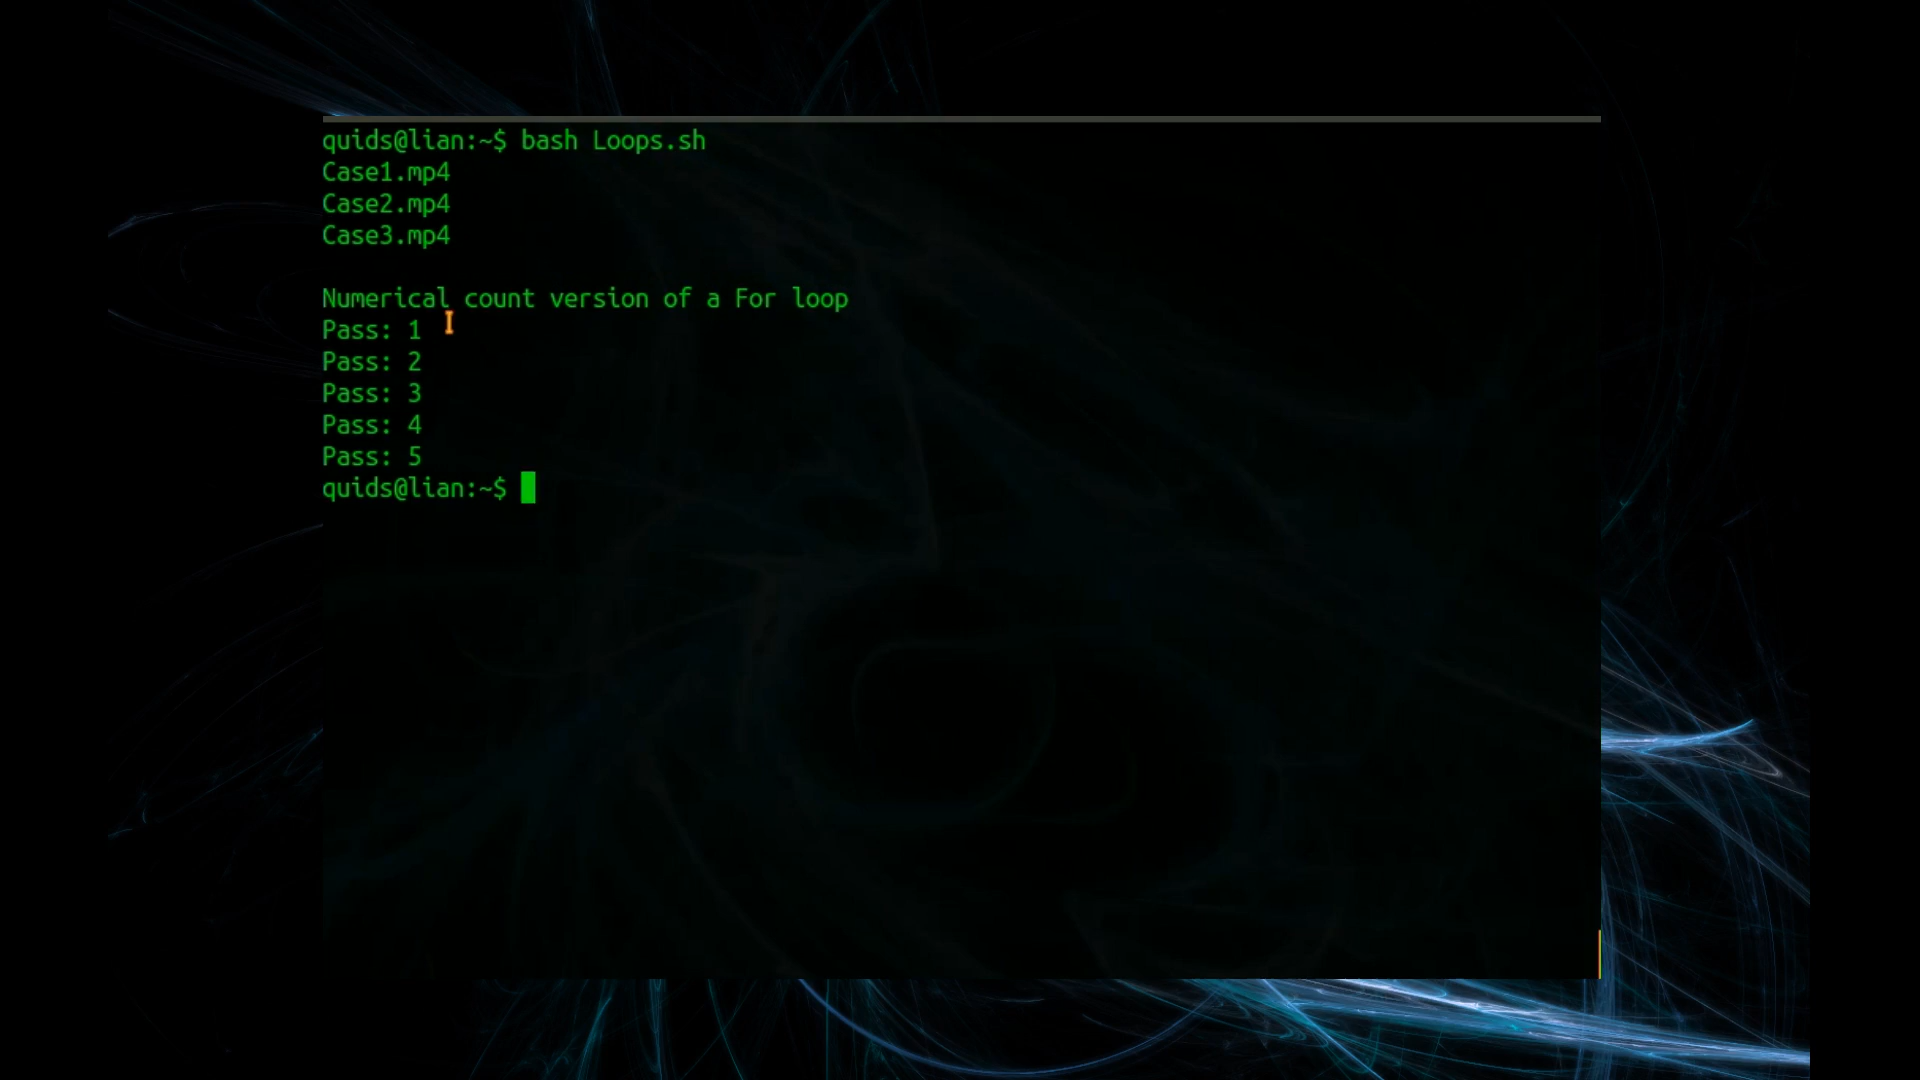 quids@lian:~$ bash Loops.sh
Case1.mp4
Case2.mp4
Case3.mp4
Numerical count version of a For loop
Pass: 1
Pass: 2
Pass: 3
Pass: 4
Pass: 5
quids@lian:~$